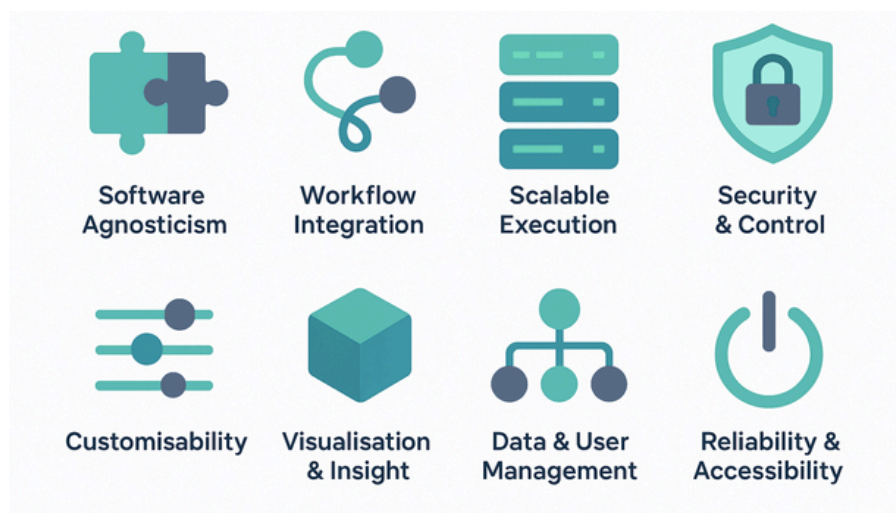 Software
Agnosticism
Workflow
Integration
Scalable
Execution
Security
& Control
Customisability
Visualisation
& Insight
Data & User
Management
Reliability &
Accessibility